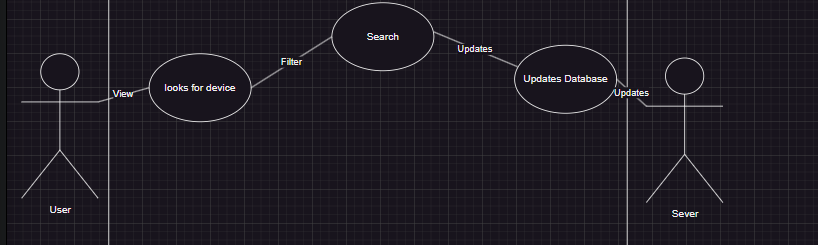 Search
Updates
Filter
Updates Database
looks for device
View
Updates
User
Sever